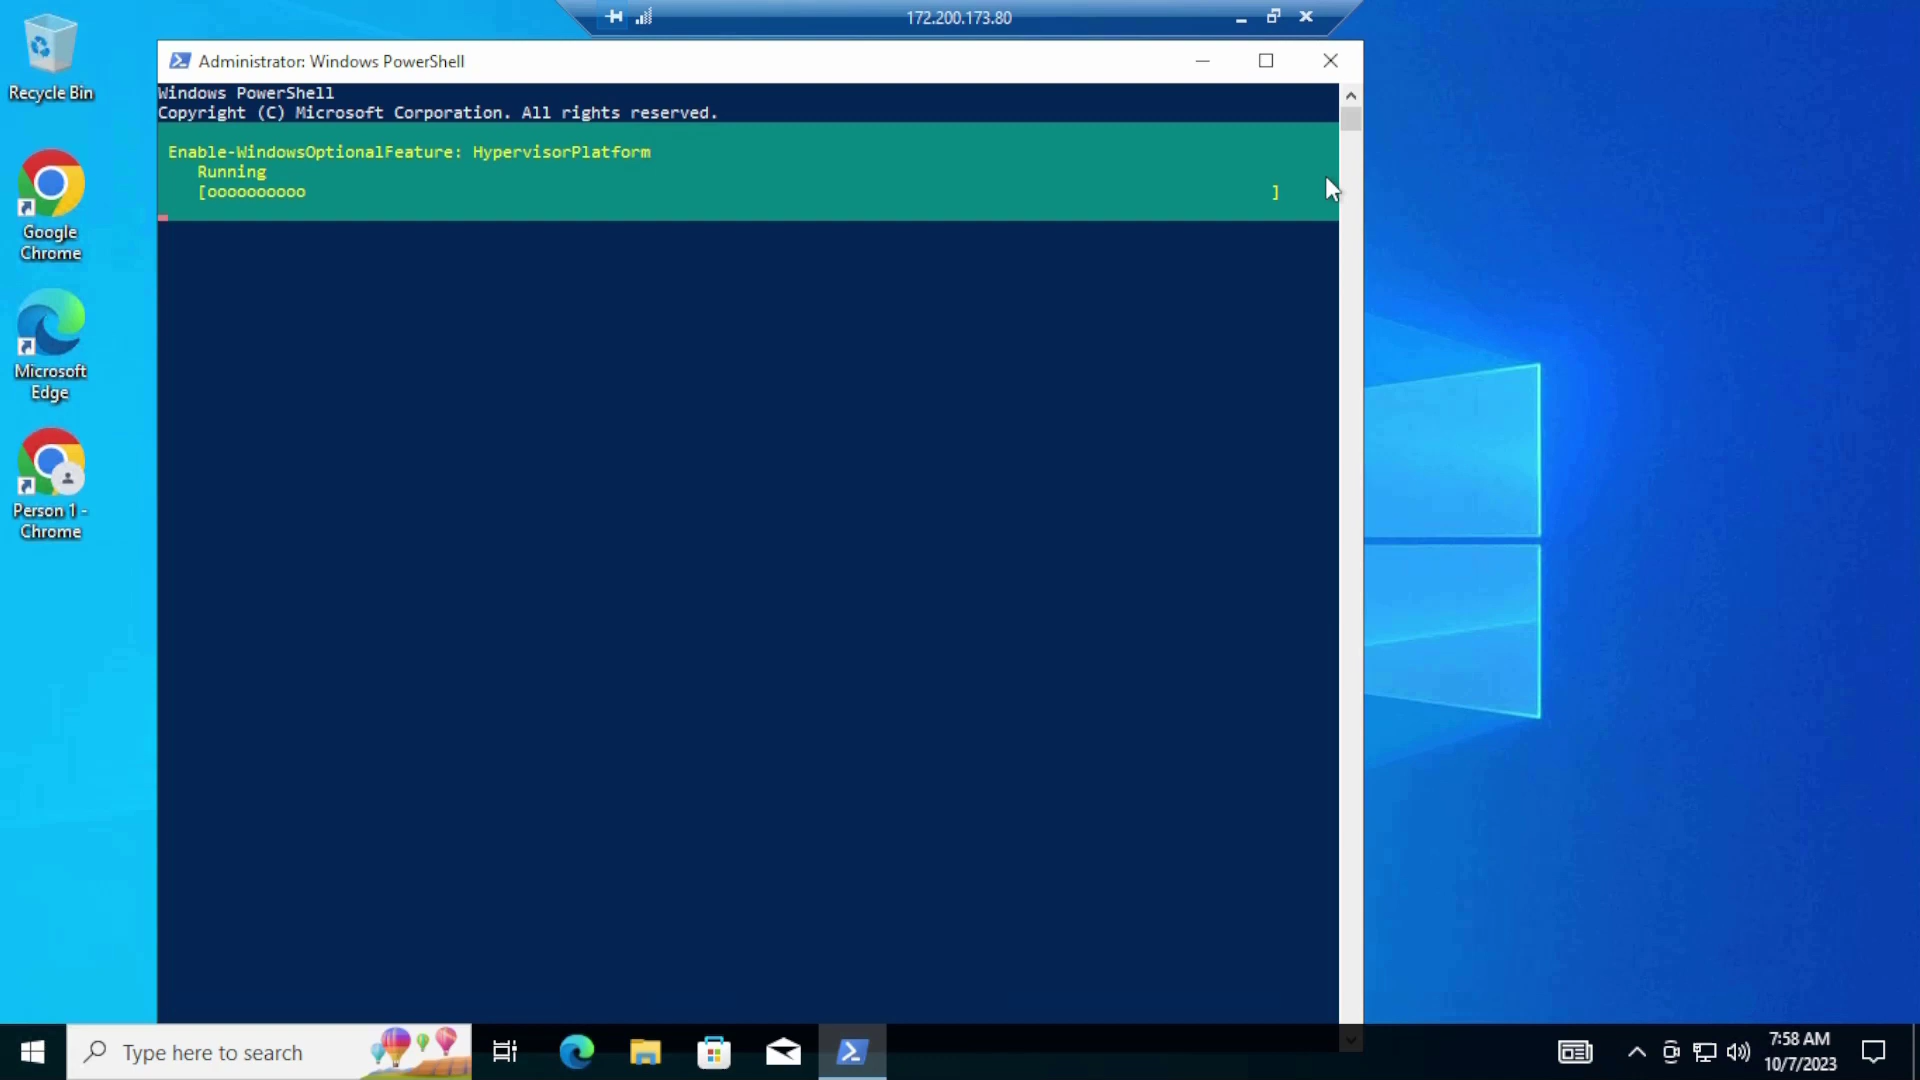 172.200.173.80
Recycle Bin
Google
Chrome
Microsoft
Edge
Person 1 -
Chrome
Administrator: Windows PowerShell
Windows PowerShell
Copyright (C) Microsoft Corporation. All rights reserved.
Enable-WindowsOptionalFeature: HypervisorPlatform
Running
[oooooooooo ]
Type here to search
7:58 AM
10/7/2023